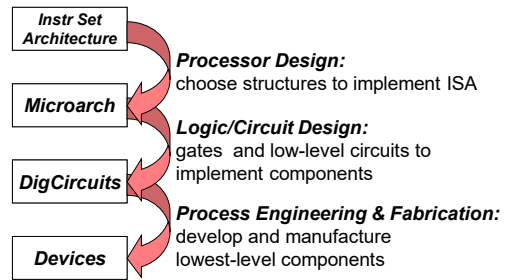 Instr Set
Architecture
Processor Design:
choose structures to implement ISA
Microarch
Logic/Circuit Design:
gates and low-level circuits to
implement components
DigCircuits
Process Engineering & Fabrication:
develop and manufacture
lowest-level components
Devices